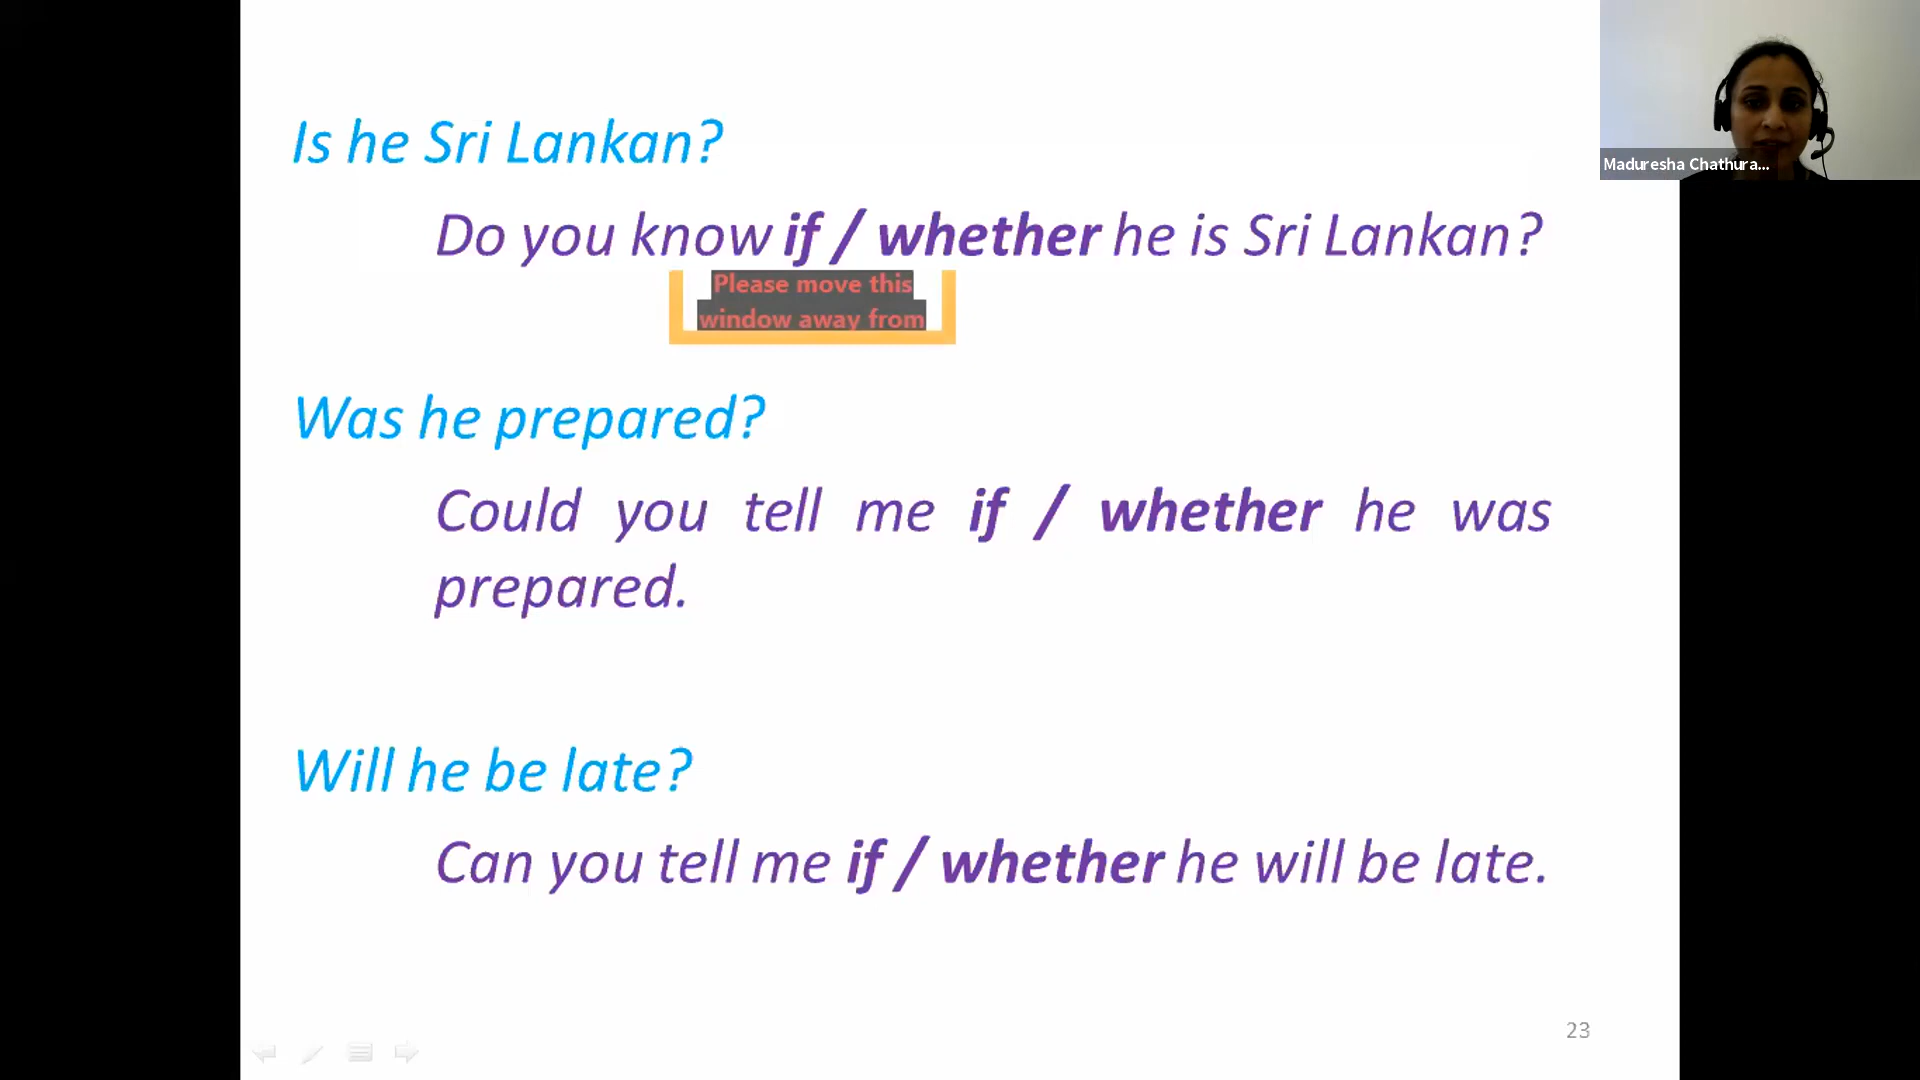 Is he Sri Lankan?
Do you know if / whether he is Sri Lankan?
Please move this
window away from
Was he prepared?
Could you tell me if / whether he was
prepared.
Will he be late?
Can you tell me if / whether he will be late.
23
Maduresha Chathura...